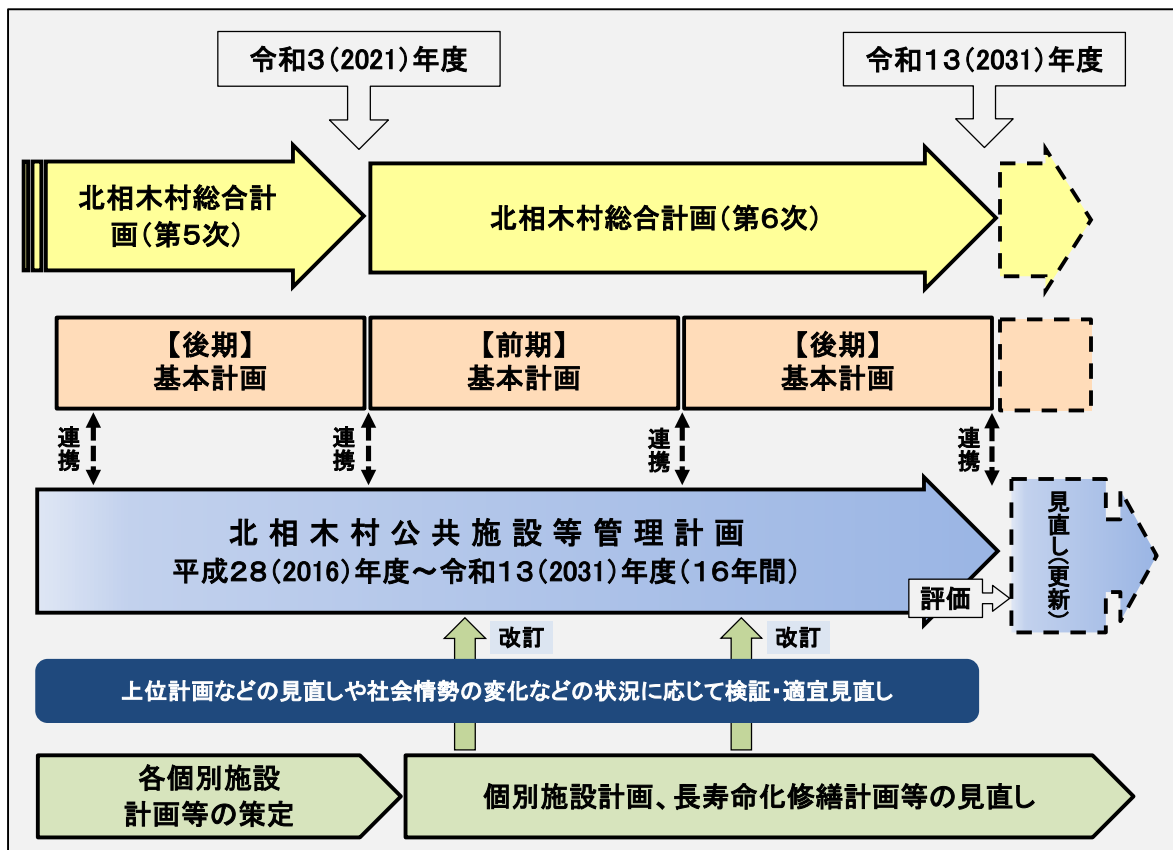 令和3(2021)年度
令和13(2031)年度
北相木村総合計
画(第5次)
北相木村総合計画(第6次)
【後期】
基本計画
【前期】
基本計画
【後期】
基本計画
連携
連携
連携
連携
北相木村公共施設等管理計画
平成28(2016)年度～令和13(2031)年度(16年間)
評価
見直し(更新)
改訂
改訂
上位計画などの見直しや社会情勢の変化などの状況に応じて検証・適宜見直し
各個別施設
計画等の策定
個別施設計画、長寿命化修繕計画等の見直し